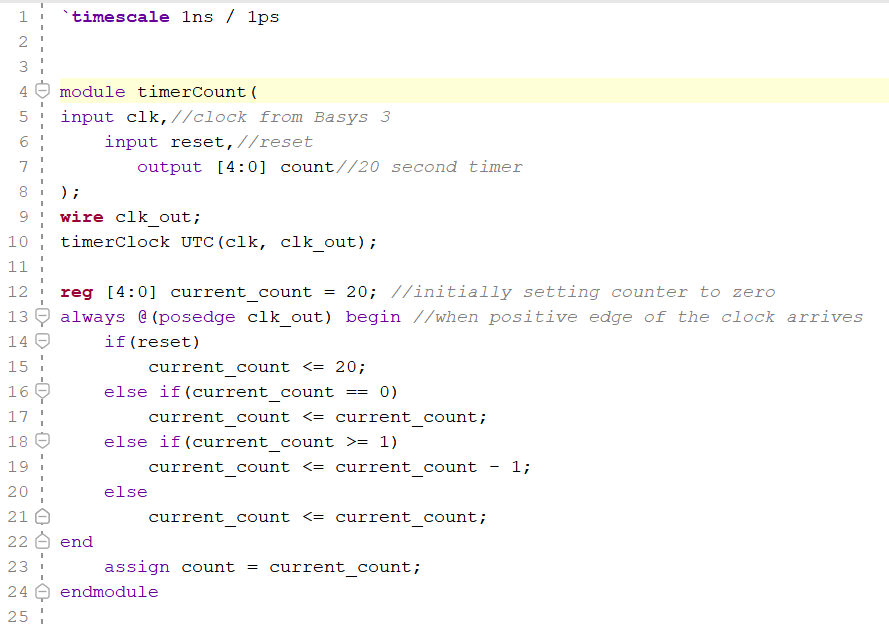 1 `timescale 1ns / 1ps
2
3
4 module timerCount(
5 input clk,//clock from Basys 3
6     input reset,//reset
7        output [4:0] count//20 second timer
8 );
9 wire clk_out;
10 timerClock UTC(clk, clk_out);
11
12 reg [4:0] current_count = 20; //initially setting counter to zero
13 always @(posedge clk_out) begin //when positive edge of the clock arrives
14     if(reset)
15         current_count <= 20;
16     else if(current_count == 0)
17         current_count <= current_count;
18     else if(current_count >= 1)
19         current_count <= current_count - 1;
20     else
21         current_count <= current_count;
22 end
23     assign count = current_count;
24 endmodule
25